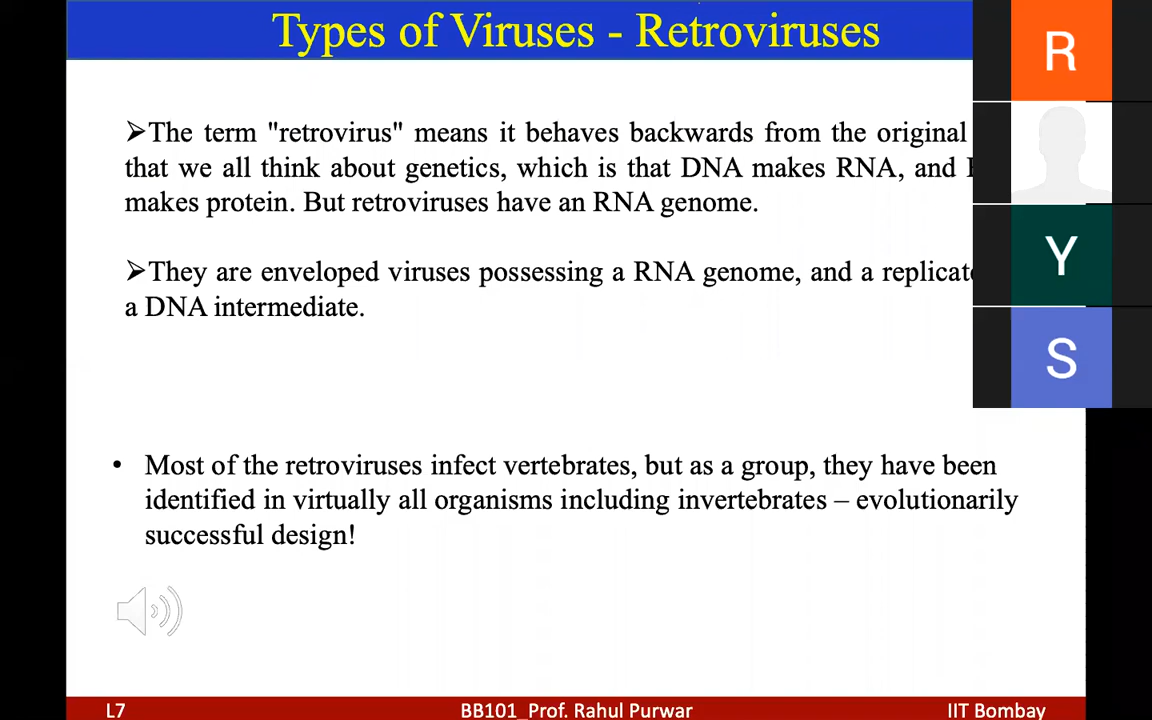 Types of Viruses - Retroviruses
➢The term "retrovirus" means it behaves backwards from the original
that we all think about genetics, which is that DNA makes RNA, and
makes protein. But retroviruses have an RNA genome.
➢They are enveloped viruses possessing a RNA genome, and a replicate
a DNA intermediate.
• Most of the retroviruses infect vertebrates, but as a group, they have been
identified in virtually all organisms including invertebrates – evolutionarily
successful design!
R
Y
S
L7 BB101_Prof. Rahul Purwar IIT Bombay